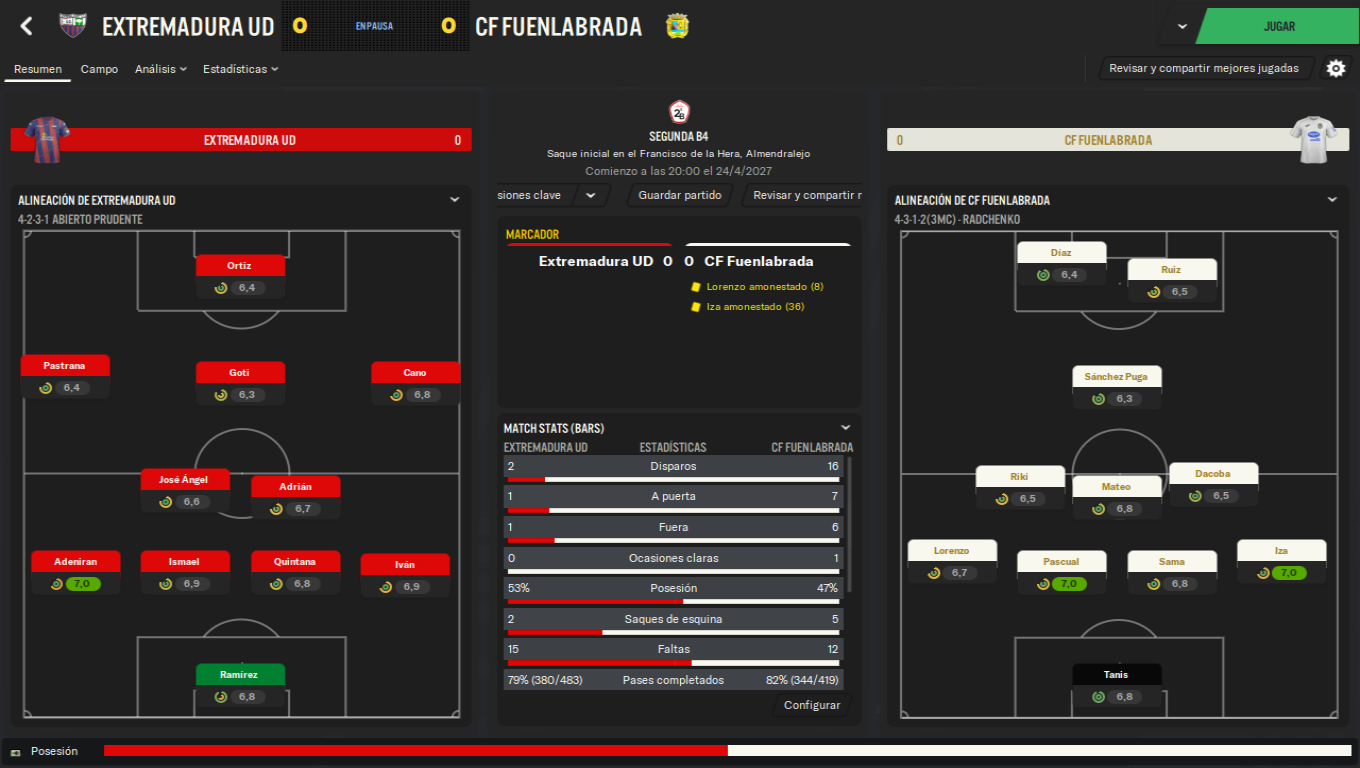 EXTREMADURA UD
0
EN PAUSA
0
CF FUENLABRADA
JUGAR
Resumen
Campo
Análisis
Estadísticas
Revisar y compartir mejores jugadas
EXTREMADURA UD
0
2ªB
SEGUNDA B4
Saque inicial en el Francisco de la Hera, Almendralejo
Comienzo a las 20:00 el 24/4/2027
0
CF FUENLABRADA
siones clave
Guardar partido
Revisar y compartir r
ALINEACIÓN DE EXTREMADURA UD
4-2-3-1 ABIERTO PRUDENTE
Ortiz
6,4
Pastrana
6,4
Goti
6,3
Cano
6,8
José Ángel
6,6
Adrián
6,7
Adeniran
7,0
Ismael
6,9
Quintana
6,8
Iván
6,9
Ramírez
6,8
MARCADOR
Extremadura UD 0 0 CF Fuenlabrada
Lorenzo amonestado (8)
Iza amonestado (36)
MATCH STATS (BARS)
EXTREMADURA UD ESTADÍSTICAS CF FUENLABRADA
2 Disparos 16
1 A puerta 7
1 Fuera 6
0 Ocasiones claras 1
53% Posesión 47%
2 Saques de esquina 5
15 Faltas 12
79% (380/483) Pases completados 82% (344/419)
Configurar
ALINEACIÓN DE CF FUENLABRADA
4-3-1-2 (3MC) - RADCHENKO
Díaz
6,4
Ruiz
6,5
Sánchez Puga
6,3
Riki
6,5
Mateo
6,8
Dacoba
6,5
Lorenzo
6,7
Pascual
7,0
Sama
6,8
Iza
7,0
Tanis
6,8
Posesión